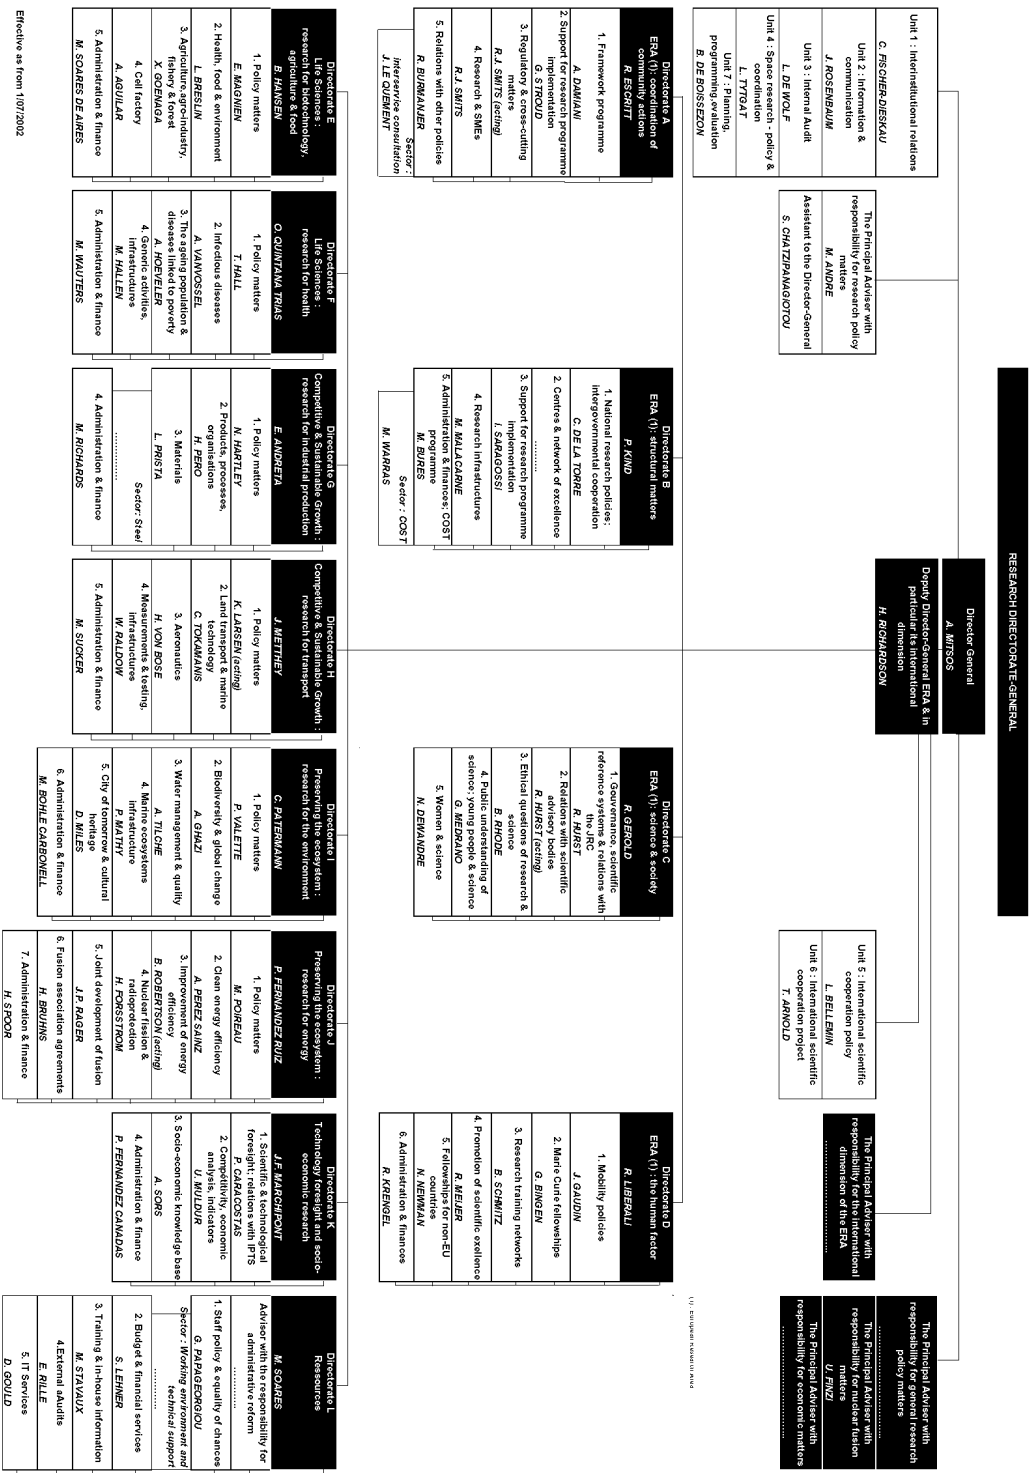 RESEARCH DIRECTORATE-GENERAL
Director General
A. MITSOS
Deputy Director-General ERA & in
particular its international
dimension
H. RICHARDSON
Unit 1 : Interinstitutional relations
C. FISCHER-DIESKAU
Unit 2 : Information &
communication
J. ROSENBAUM
Unit 3 : Internal Audit
L. DE WOLF
Unit 4 : Space research - policy &
coordination
L. TYTGAT
Unit 7 : Planning,
programming,evaluation
B. DE BOISSEZON
The Principal Adviser with
responsibility for research policy
matters
M. ANDRE
Assistant to the Director-General
S. CHATZIPANAGIOTOU
Unit 5 : International scientific
cooperation policy
L. BELLEMIN
Unit 6 : International scientific
cooperation project
T. ARNOLD
The Principal Adviser with
responsibility for the international
dimension of the ERA
..............................
The Principal Adviser with
responsibility for general research
policy matters
..............................
The Principal Adviser with
responsibility for nuclear fusion
matters
U. FINZI
The Principal Adviser with
responsibility for economic matters
..............................
Directorate A
ERA (1): coordination of
community actions
R. ESCRITT
1. Framework programme
A. DAMIANI
2. Support for research programme
implementation
G. STROUD
3. Regulatory & cross-cutting
matters
R.J. SMITS (acting)
4. Research & SMEs
R.J. SMITS
5. Relations with other policies
R. BURMANJER
Sector :
interservice consultation
J. LE QUEMENT
Directorate B
ERA (1): structural matters
P. KIND
1. National research policies;
intergovernmental cooperation
C. DE LA TORRE
2. Centres & network of excellence
..........
3. Support for research programme
implementation
I. SARAGOSSI
4. Research infrastructures
M. MALACARNE
5. Administration & finances; COST
programme
M. BURES
Sector : COST
M. WARRAS
Directorate C
ERA (1): science & society
R. GEROLD
1. Gouvernance, scientific
reference systems & relations with
the JRC
R. HURST
2. Relations with scientific
advisory bodies
R. HURST (acting)
3. Ethical questions of research &
science
B. RHODE
4. Public understanding of
science; young people & science
G. MEDRANO
5. Women & science
N. DEWANDRE
Directorate D
ERA (1) : the human factor
R. LIBERALI
1. Mobility policies
J. GAUDIN
2. Marie Curie fellowships
G. BINGEN
3. Research training networks
B. SCHMITZ
4. Promotion of scientific exellence
R. MEIJER
5. Fellowships for non-EU
countries
N. NEWMAN
6. Administration & finances
R. KRENGEL
(1): European Research Area
Directorate E
Life Sciences :
research for biotechnology,
agriculture & food
B. HANSEN
1. Policy matters
E. MAGNIEN
2. Health, food & environment
L. BRESLIN
3. Agriculture,agro-industry,
fishery & forest
X. GOENAGA
4. Cell factory
A. AGUILAR
5. Administration & finance
M. SOARES DE AIRES
Directorate F
Life Sciences :
research for health
O. QUINTANA TRIAS
1. Policy matters
T. HALL
2. Infectious diseases
A. VANVOSSEL
3. The ageing population &
diseases linked to poverty
A. HOEVELER
4. Generic activities,
infrastructures
M. HALLEN
5. Administration & finance
M. WAUTERS
Directorate G
Competitive & Sustainable Growth :
research for industrial production
E. ANDRETA
1. Policy matters
N. HARTLEY
2. Products, processes,
organisations
H. PERO
3. Materials
L. PRISTA
Sector: Steel
..........
4. Administration & finance
M. RICHARDS
Directorate H
Competitive & Sustainable Growth :
research for transport
J. METTHEY
1. Policy matters
K. LARSEN (acting)
2. Land transport & marine
technology
C. TOKAMANIS
3. Aeronautics
H. VON BOSE
4. Measurements & testing,
infrastructures
W. RALDOW
5. Administration & finance
M. SUCKER
Directorate I
Preserving the ecosystem :
research for the environment
C. PATERMANN
1. Policy matters
P. VALETTE
2. Biodiversity & global change
A. GHAZI
3. Water management & quality
A. TILCHE
4. Marine ecosystems
infrastructure
P. MATHY
5. City of tomorrow & cultural
heritage
D. MILES
6. Administration & finance
M. BOHLE CARBONELL
Directorate J
Preserving the ecosystem :
research for energy
P. FERNANDEZ RUIZ
1. Policy matters
M. POIREAU
2. Clean energy efficiency
A. PEREZ SAINZ
3. Improvement of energy
efficiency
B. ROBERTSON (acting)
4. Nuclear fission &
radioprotection
H. FORSSTROM
5. Joint development of fusion
J.P. RAGER
6. Fusion association agreements
H. BRUHNS
7. Administration & finance
H. SPOOR
Directorate K
Technology foresight and socio-
economic research
J.F. MARCHIPONT
1. Scientific & technological
foresight; relations with IPTS
P. CARACOSTAS
2. Competitivity, economic
analysis, indicators
U. MULDUR
3. Socio-economic knowledge base
A. SORS
4. Administration & finance
P. FERNANDEZ CANADAS
Directorate L
Ressources
M. SOARES
Advisor with the responsibility for
administrative reform
..........
1. Staff policy & equality of chances
G. PAPAGEORGIOU
Sector : Working environment and
technical support
..........
2. Budget & financial services
S. LEHNER
3. Training & in-house information
M. STAVAUX
4.External aAudits
E. RILLE
5. IT Services
D. GOULD
Effective as from 1/07/2002